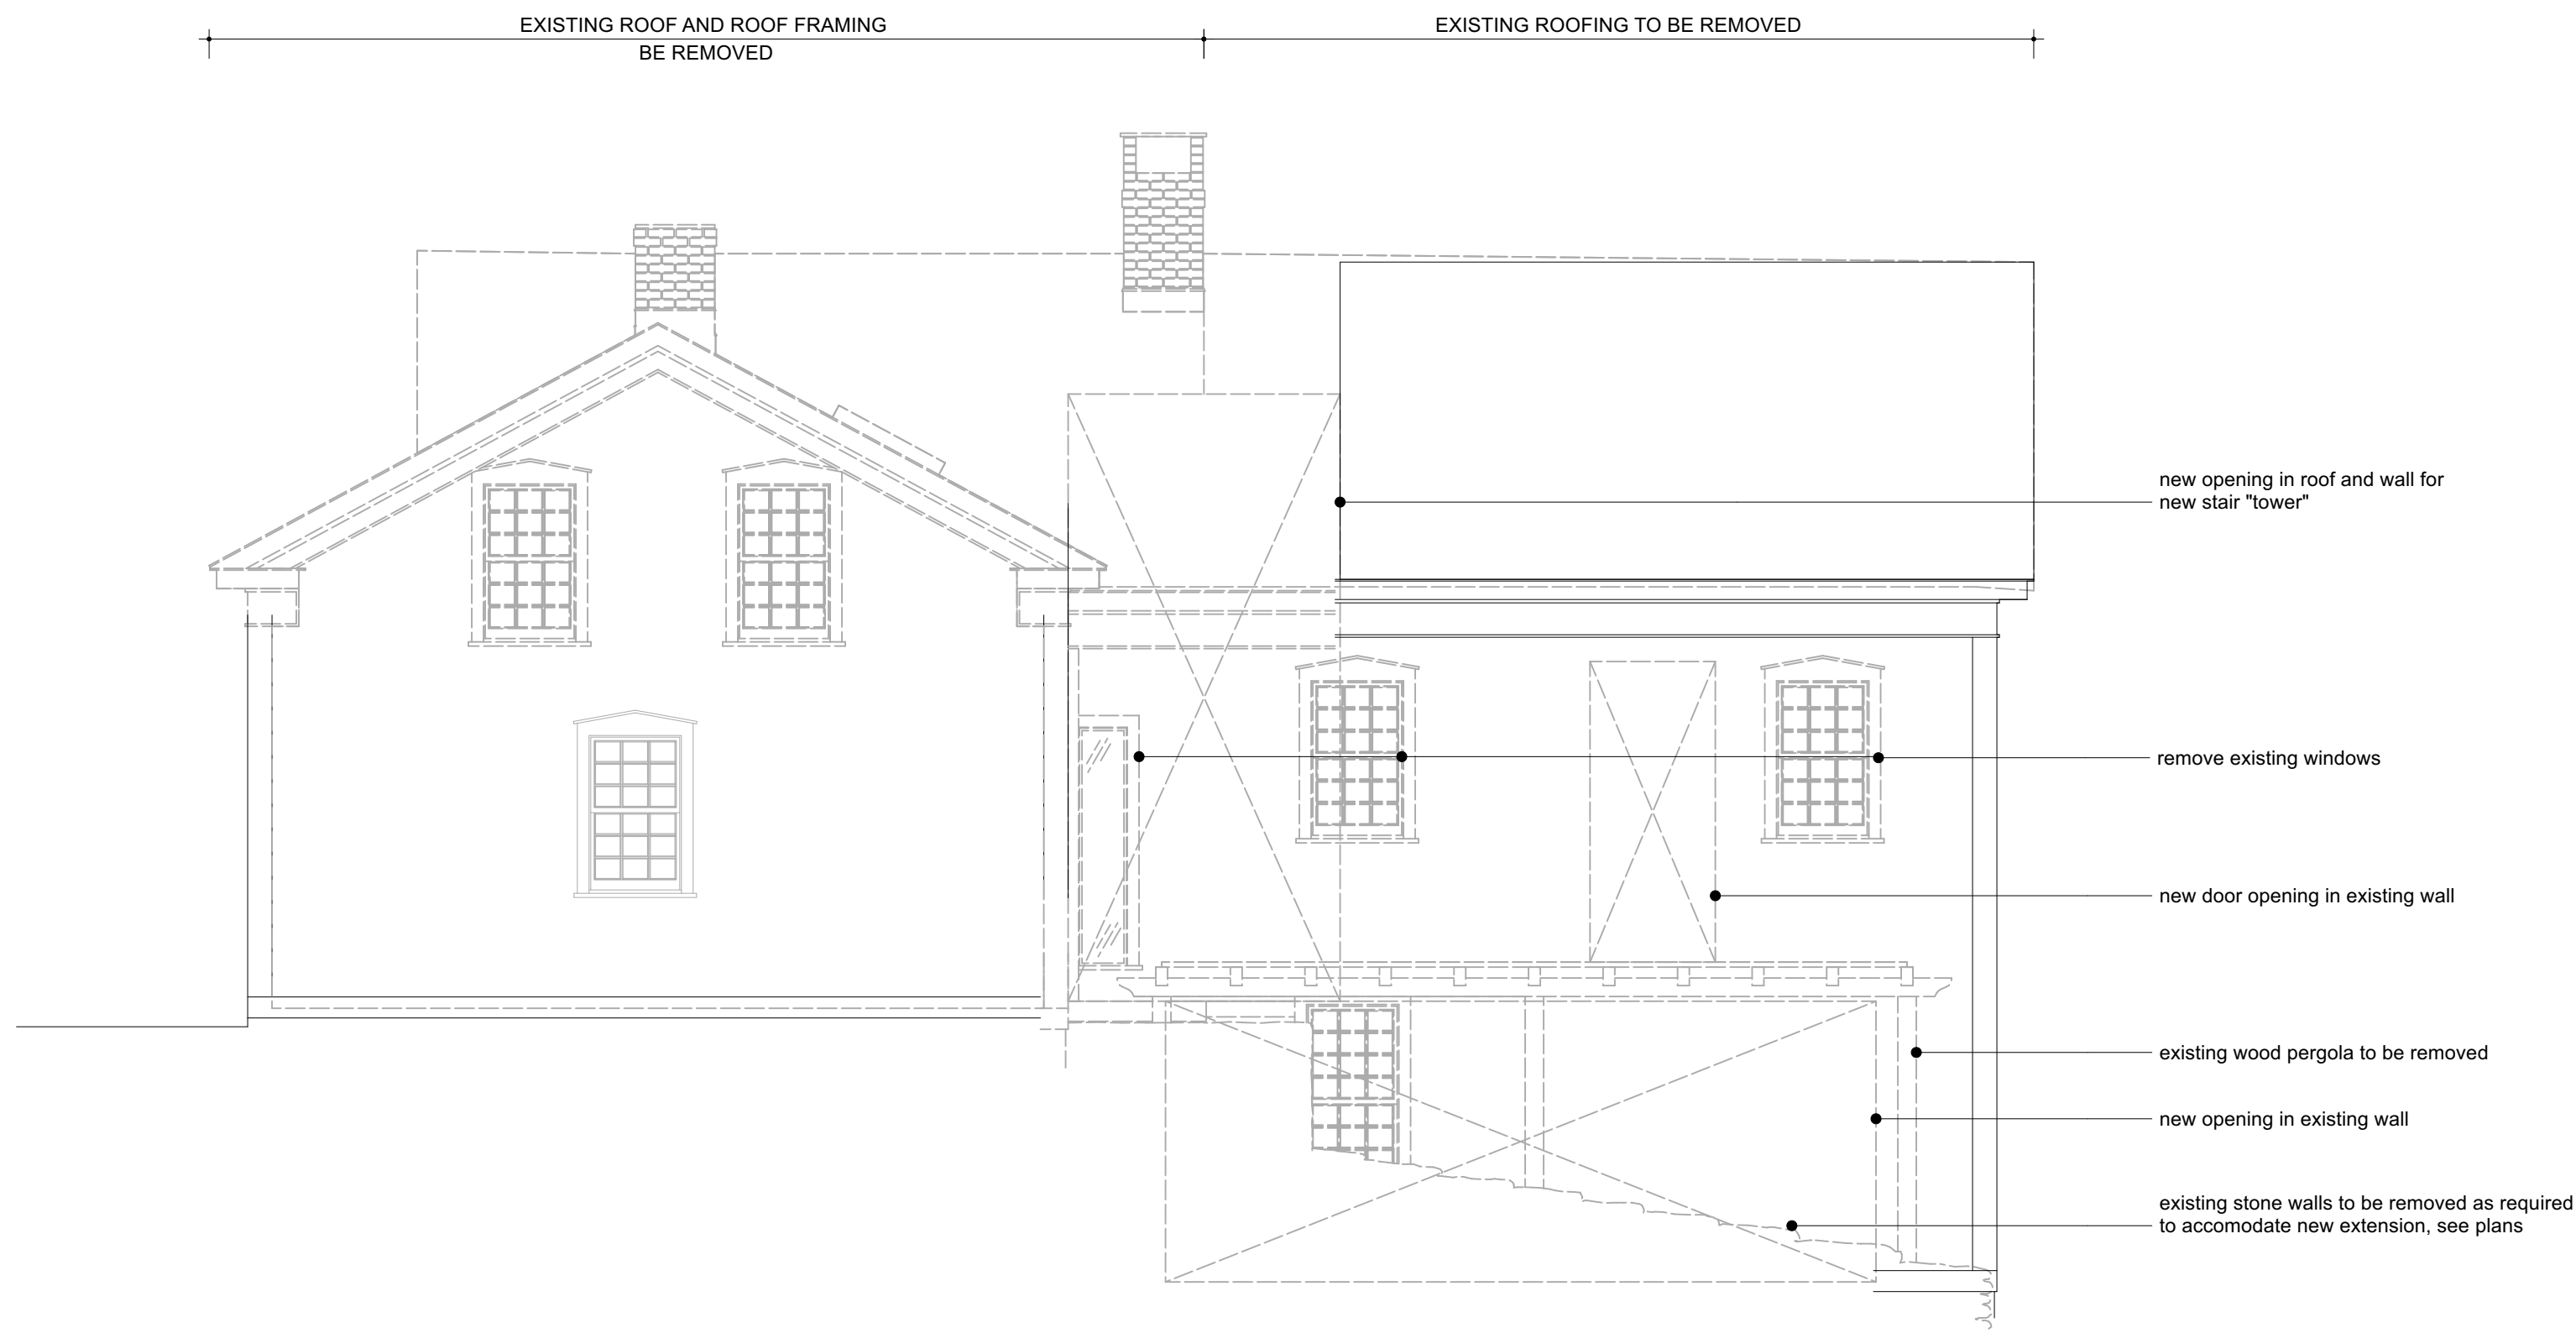 EXISTING ROOF AND ROOF FRAMING
BE REMOVED
EXISTING ROOFING TO BE REMOVED
new opening in roof and wall for
new stair "tower"
remove existing windows
new door opening in existing wall
existing wood pergola to be removed
new opening in existing wall
existing stone walls to be removed as required
to accomodate new extension, see plans